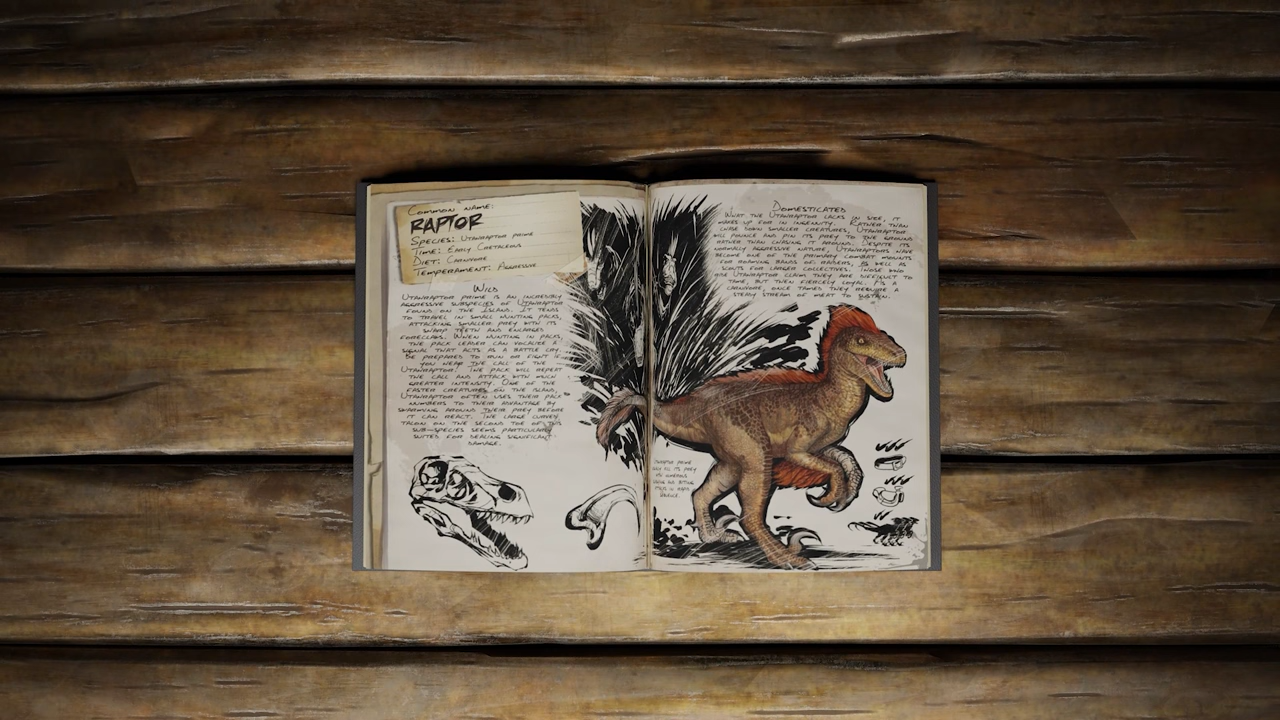 Common name:
RAPTOR
Species: Utahraptor prime
Time: Early Cretaceous
Diet: Carnivore
Temperament: Aggressive
Wild
Utahraptor prime is an incredibly
aggressive subspecies of Utahraptor
found on the Island. It tends
to travel in small hunting packs,
attacking smaller prey with its
sharp teeth and enlarged
foreclaws. When hunting in packs,
the pack leader can vocalize a
signal that acts as a battle cry.
Be prepared to run or fight if
you hear the call of the
Utahraptor! The pack will repeat
the call and attack with much
greater intensity. One of the
faster creatures on the island,
Utahraptor often uses their pack
numbers to their advantage by
swarming around their prey before
it can react. The large curved
talon on the second toe of this
sub-species seems particularly
suited for dealing significant
damage.
Domesticated
What the Utahraptor lacks in size, it
makes up for in ingenuity. Rather than
chase down smaller creatures, Utahraptor
will pounce and pin its prey to the ground
rather than chasing it around. Despite its
normally aggressive nature, Utahraptors have
become one of the primary combat mounts
for roaming bands of raiders, as well as
scouts for larger collectives. Those who
ride Utahraptor claim they are difficult to
tame, but then fiercely loyal. As a
carnivore, once tamed they require a
steady stream of meat to sustain.